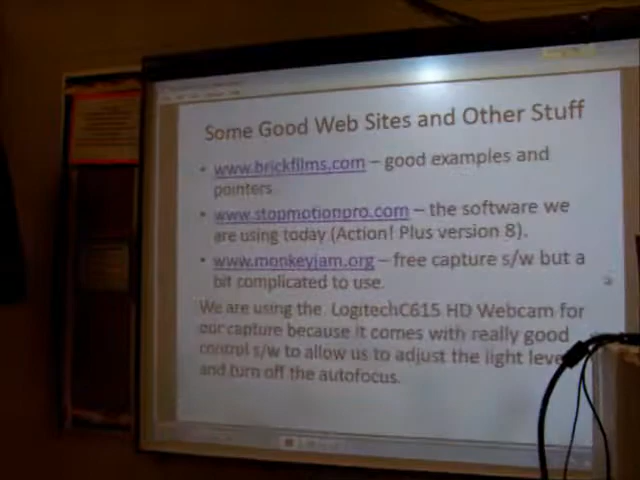 Some Good Web Sites and Other Stuff
• www.brickfilms.com – good examples and
pointers.
• www.stopmotionpro.com – the software we
are using today (Action! Plus version 8).
• www.monkeyjam.org – free capture s/w but a
bit complicated to use.
We are using the LogitechC615 HD Webcam for
our capture because it comes with really good
control s/w to allow us to adjust the light leve
and turn off the autofocus.